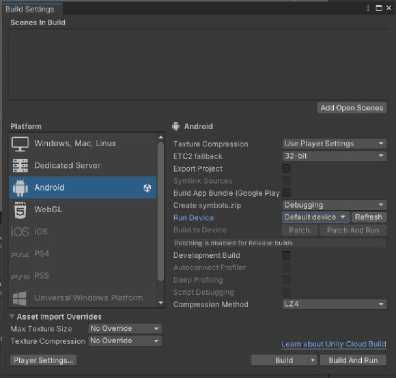 Build Settings
Scenes In Build
Add Open Scenes
Platform
Windows, Mac, Linux
Dedicated Server
Android
WebGL
iOS iOS
PS4 PS4
PS5 PS5
Universal Windows Platform
Android
Texture Compression Use Player Settings
ETC2 fallback 32-bit
Export Project
Symlink Sources
Build App Bundle (Google Play
Create symbols.zip Debugging
Run Device Default device Refresh
Build to Device Patch Patch And Run
Patching is disabled for Release builds
Development Build
Autoconnect Profiler
Deep Profiling
Script Debugging
Compression Method LZ4
Asset Import Overrides
Max Texture Size No Override
Texture Compression No Override
Learn about Unity Cloud Build
Player Settings... Build Build And Run